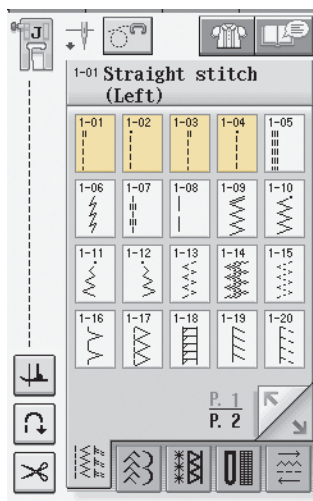 J
1-01 Straight stitch
(Left)
1-01 1-02 1-03 1-04 1-05
1-06 1-07 1-08 1-09 1-10
1-11 1-12 1-13 1-14 1-15
1-16 1-17 1-18 1-19 1-20
P. 1
P. 2